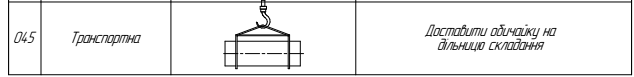 045
Транспортна
Доставити обичайку на
дільницю складання